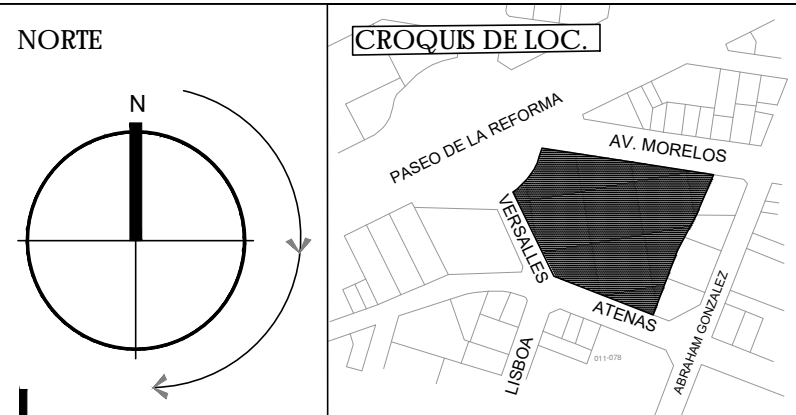 NORTE
N
CROQUIS DE LOC.
PASEO DE LA REFORMA
AV. MORELOS
VERSALLES
ATENAS
LISBOA
ABRAHAM GONZALEZ
011-078